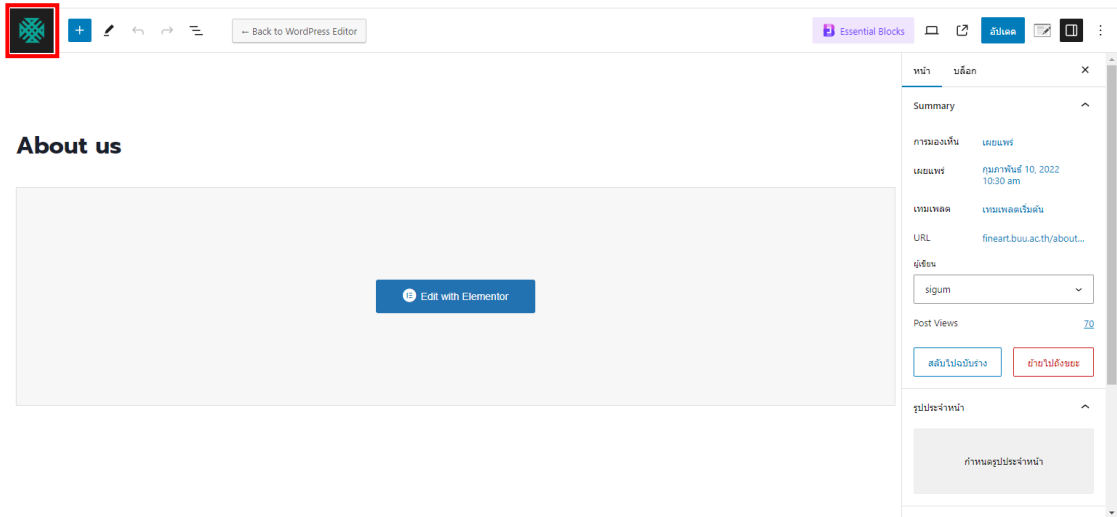 ← Back to WordPress Editor
Essential Blocks
อัปเดต
หน้า บล็อก
Summary
About us
การมองเห็น เผยแพร่
เผยแพร่ กุมภาพันธ์ 10, 2022
10:30 am
เทมเพลต เทมเพลตเริ่มต้น
URL fineart.buu.ac.th/about...
ผู้เขียน
sigum
Edit with Elementor
Post Views 70
สลับไปฉบับร่าง ย้ายไปถังขยะ
รูปประจำหน้า
กำหนดรูปประจำหน้า